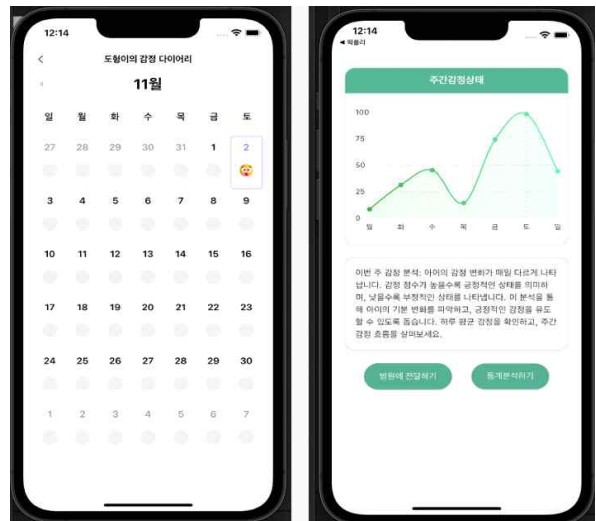 12:14
도형이의 감정 다이어리
11월
일 월 화 수 목 금 토
27 28 29 30 31 1 2
3 4 5 6 7 8 9
10 11 12 13 14 15 16
17 18 19 20 21 22 23
24 25 26 27 28 29 30
1 2 3 4 5 6 7
12:14
주간감정상태
100
75
50
25
0
월 화 수 목 금 토 일
이번 주 감정 분석: 아이의 감정 변화가 매일 다르게 나타
납니다. 감정 점수가 높을수록 긍정적인 상태를 의미하
며, 낮을수록 부정적인 상태를 나타냅니다. 이 분석을 통
해 아이의 기분 변화를 파악하고, 긍정적인 감정을 유도
할 수 있도록 돕습니다. 하루 평균 감정을 확인하고, 주간
감정 흐름을 살펴보세요.
병원에 전달하기
통계분석하기